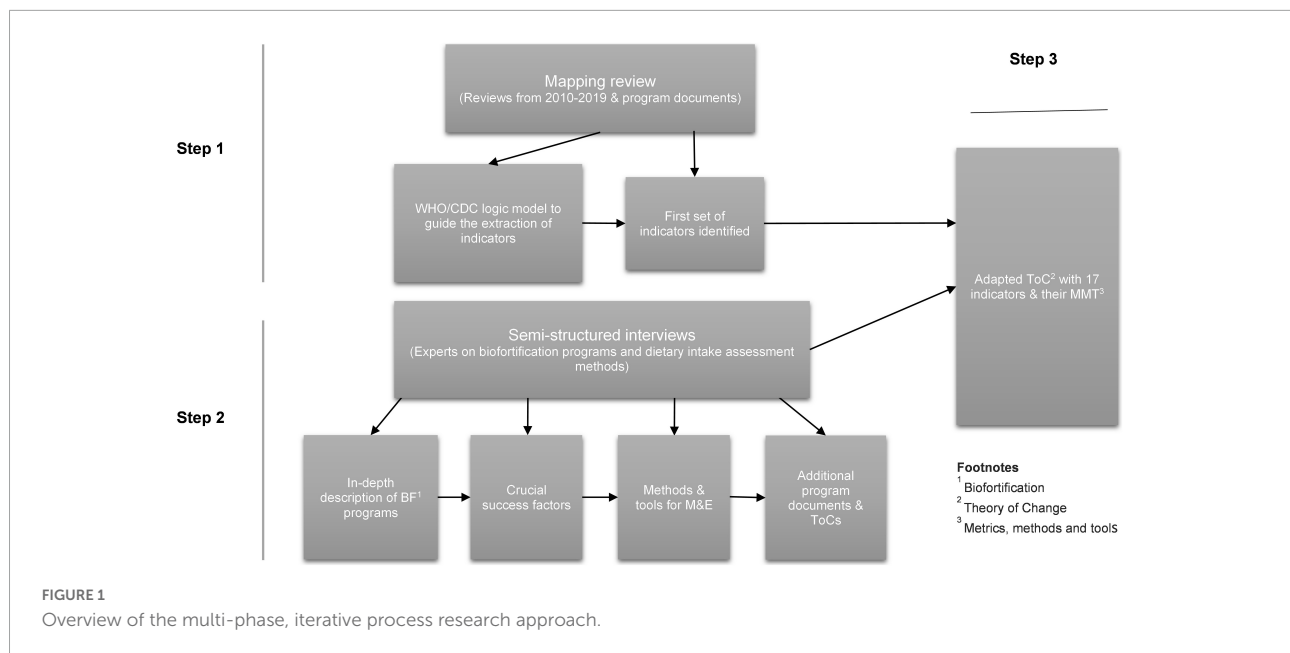 Step 1
Mapping review
(Reviews from 2010-2019 & program documents)
WHO/CDC logic model to
guide the extraction of
indicators
First set of
indicators identified
Step 2
Semi-structured interviews
(Experts on biofortification programs and dietary intake assessment
methods)
In-depth
description of BF¹
programs
Crucial
success factors
Methods &
tools for M&E
Additional
program
documents &
ToCs
Step 3
Adapted ToC² with 17
indicators & their MMT³
Footnotes
¹ Biofortification
² Theory of Change
³ Metrics, methods and tools
FIGURE 1
Overview of the multi-phase, iterative process research approach.